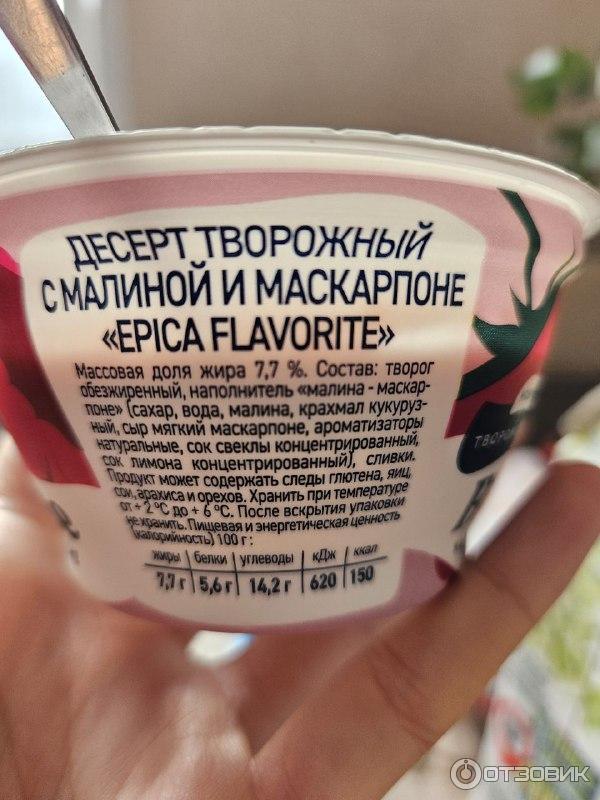 ДЕСЕРТ ТВОРОЖНЫЙ
С МАЛИНОЙ И МАСКАРПОНЕ
«EPICA FLAVORITE»
Массовая доля жира 7,7 %. Состав: творог
обезжиренный, наполнитель «малина - маскар-
поне» (сахар, вода, малина, крахмал кукуруз-
ный, сыр мягкий маскарпоне, ароматизаторы
натуральные, сок свеклы концентрированный,
сок лимона концентрированный), сливки.
Продукт может содержать следы глютена, яиц,
сои, арахиса и орехов. Хранить при температуре
от + 2 °C до + 6 °C. После вскрытия упаковки
не хранить. Пищевая и энергетическая ценность
(калорийность) 100 г :
жиры белки углеводы кДж ккал
7,7 г 5,6 г 14,2 г 620 150
ОТЗОВИК